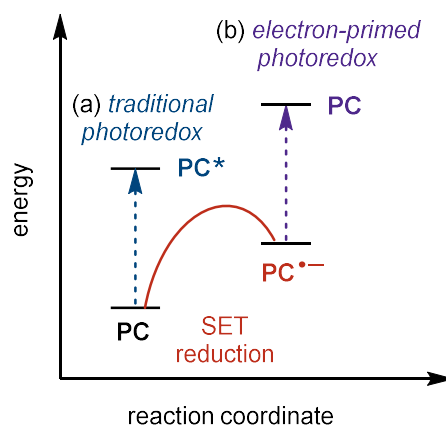 (b) electron-primed
photoredox
(a) traditional
photoredox
PC
PC*
energy
PC•—
PC
SET
reduction
reaction coordinate